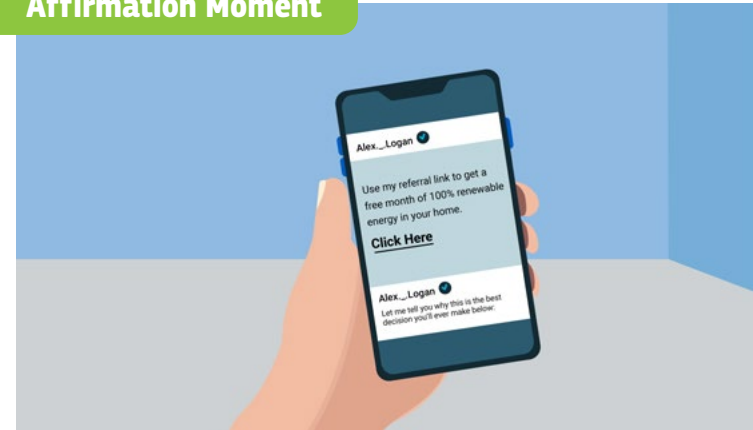 Affirmation Moment
Alex._.Logan
Use my referral link to get a
free month of 100% renewable
energy in your home.
Click Here
Alex._.Logan
Let me tell you why this is the best
decision you'll ever make below: